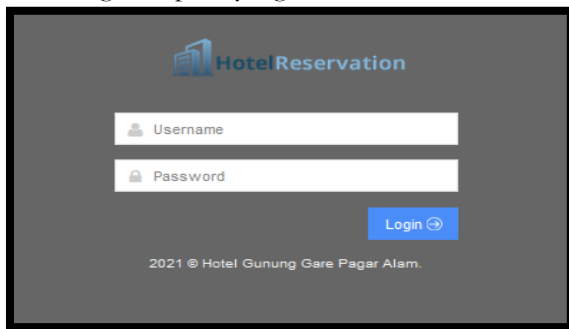 HotelReservation
Username
Password
Login
2021 © Hotel Gunung Gare Pagar Alam.